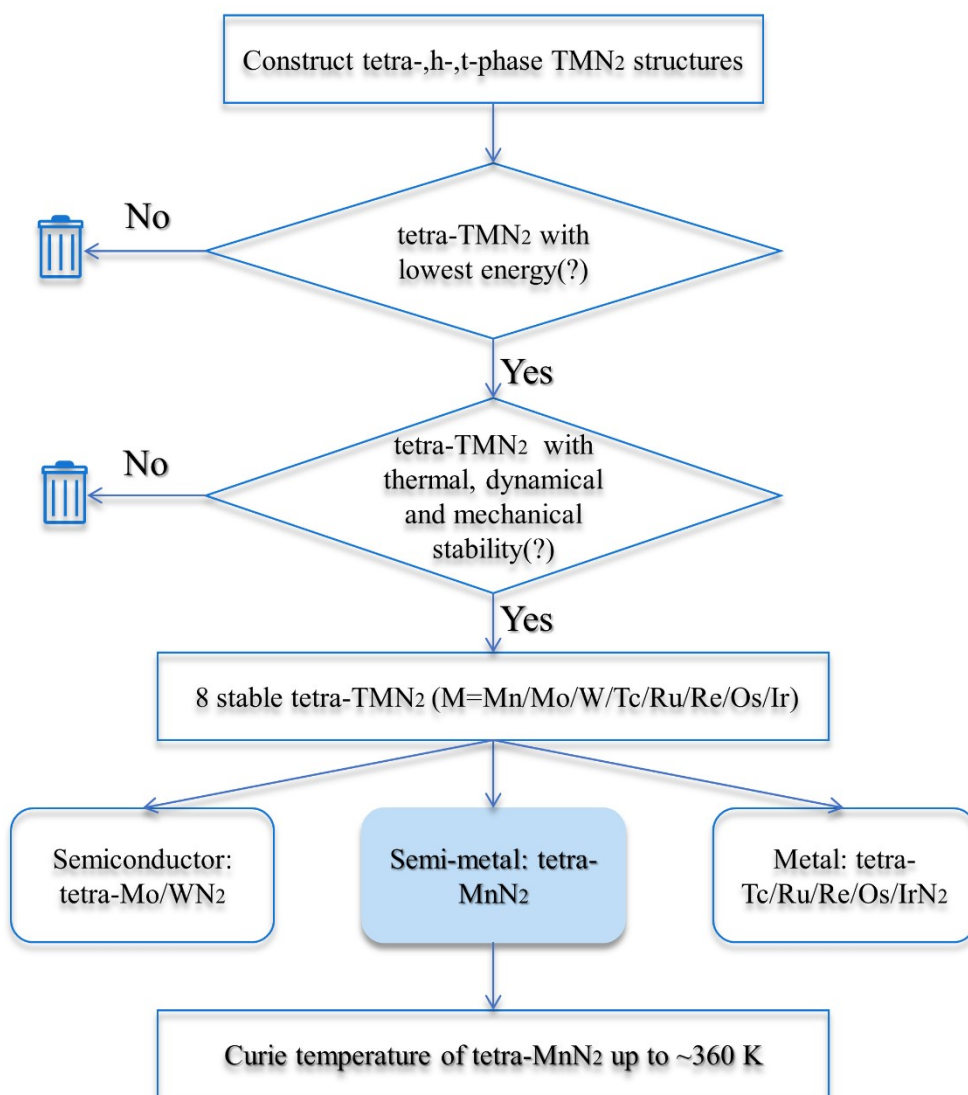 Construct tetra-,h-,t-phase TMN₂ structures
No
tetra-TMN₂ with
lowest energy(?)
Yes
No
tetra-TMN₂ with
thermal, dynamical
and mechanical
stability(?)
Yes
8 stable tetra-TMN₂ (M=Mn/Mo/W/Tc/Ru/Re/Os/Ir)
Semiconductor:
tetra-Mo/WN₂
Semi-metal: tetra-
MnN₂
Metal: tetra-
Tc/Ru/Re/Os/IrN₂
Curie temperature of tetra-MnN₂ up to ~360 K